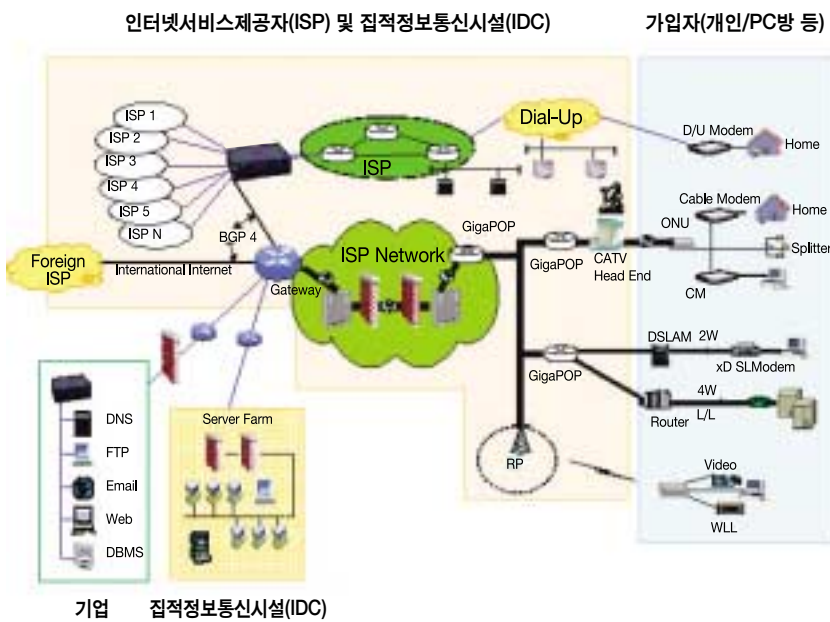 인터넷서비스제공자(ISP) 및 집적정보통신시설(IDC)
가입자(개인/PC방 등)
ISP 1
ISP 2
ISP 3
ISP 4
ISP 5
ISP N
BGP 4
ISP
Dial-Up
D/U Modem
Home
Cable Modem
Home
ONU
Splitter
CM
Foreign
ISP
International Internet
Gateway
ISP Network
GigaPOP
GigaPOP
CATV
Head End
GigaPOP
DSLAM
2W
xD SLModem
4W
L/L
Router
RP
Video
WLL
DNS
FTP
Email
Web
DBMS
Server Farm
기업
집적정보통신시설(IDC)